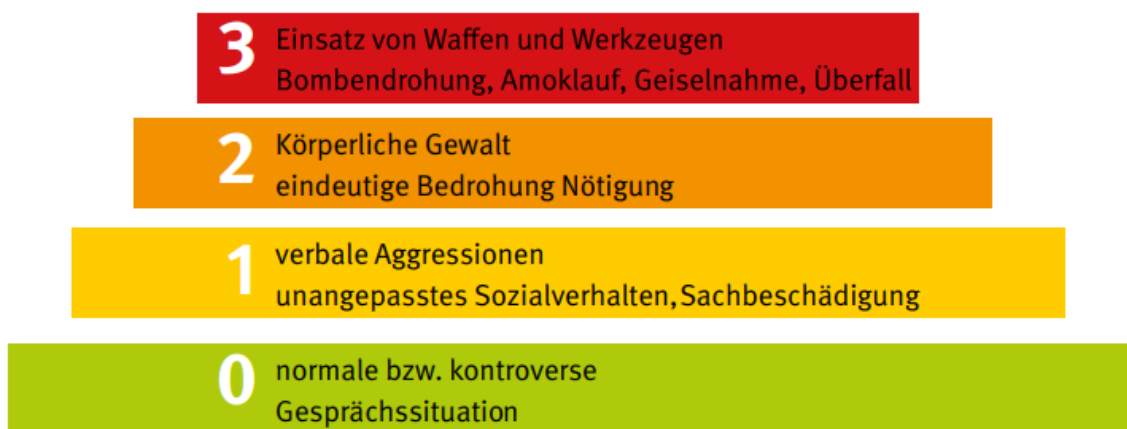 3 Einsatz von Waffen und Werkzeugen
Bombendrohung, Amoklauf, Geiselnahme, Überfall
2 Körperliche Gewalt
eindeutige Bedrohung Nötigung
1 verbale Aggressionen
unangepasstes Sozialverhalten, Sachbeschädigung
0 normale bzw. kontroverse
Gesprächssituation